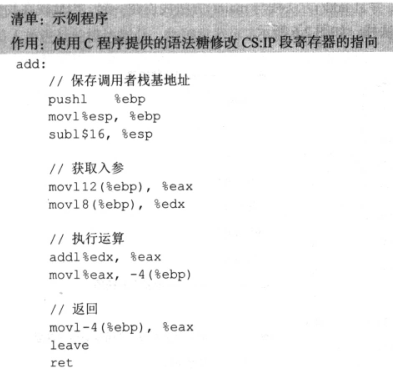 清单：示例程序
作用：使用 C 程序提供的语法糖修改 CS:IP 段寄存器的指向
add:
// 保存调用者栈基地址
pushl %ebp
movl%esp, %ebp
subl$16, %esp
// 获取入参
movl12(%ebp), %eax
movl8(%ebp), %edx
// 执行运算
addl%edx, %eax
movl%eax, -4(%ebp)
// 返回
movl-4(%ebp), %eax
leave
ret